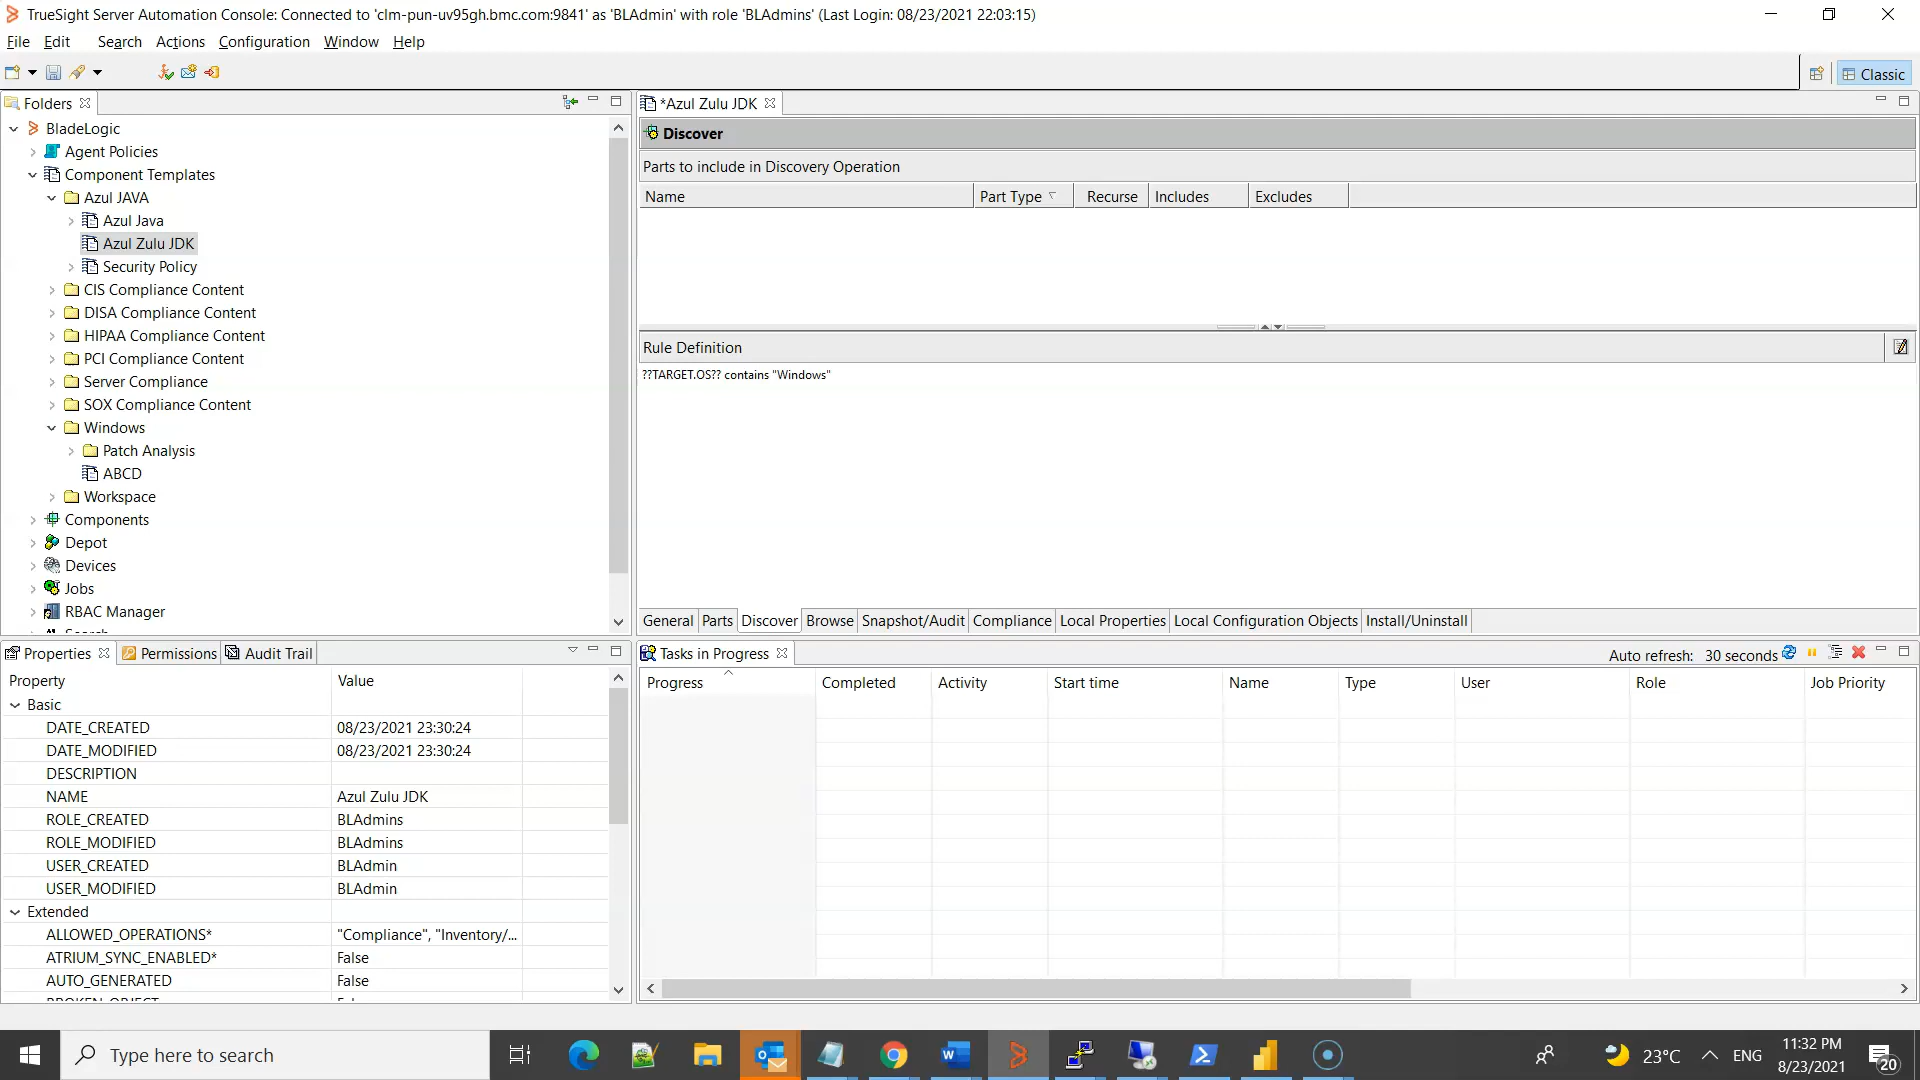 TrueSight Server Automation Console: Connected to 'clm-pun-uv95gh.bmc.com:9841' as 'BLAdmin' with role 'BLAdmins' (Last Login: 08/23/2021 22:03:15)
File Edit Search Actions Configuration Window Help
Classic
Folders
BladeLogic
Agent Policies
Component Templates
Azul JAVA
Azul Java
Azul Zulu JDK
Security Policy
CIS Compliance Content
DISA Compliance Content
HIPAA Compliance Content
PCI Compliance Content
Server Compliance
SOX Compliance Content
Windows
Patch Analysis
ABCD
Workspace
Components
Depot
Devices
Jobs
RBAC Manager
*Azul Zulu JDK
Discover
Parts to include in Discovery Operation
Name Part Type Recurse Includes Excludes
Rule Definition
??TARGET.OS?? contains "Windows"
General Parts Discover Browse Snapshot/Audit Compliance Local Properties Local Configuration Objects Install/Uninstall
Properties Permissions Audit Trail
Property Value
Basic
DATE_CREATED 08/23/2021 23:30:24
DATE_MODIFIED 08/23/2021 23:30:24
DESCRIPTION
NAME Azul Zulu JDK
ROLE_CREATED BLAdmins
ROLE_MODIFIED BLAdmins
USER_CREATED BLAdmin
USER_MODIFIED BLAdmin
Extended
ALLOWED_OPERATIONS* "Compliance", "Inventory/...
ATRIUM_SYNC_ENABLED* False
AUTO_GENERATED False
Tasks in Progress
Auto refresh: 30 seconds
Progress Completed Activity Start time Name Type User Role Job Priority
Type here to search
23°C ENG
11:32 PM
8/23/2021
20